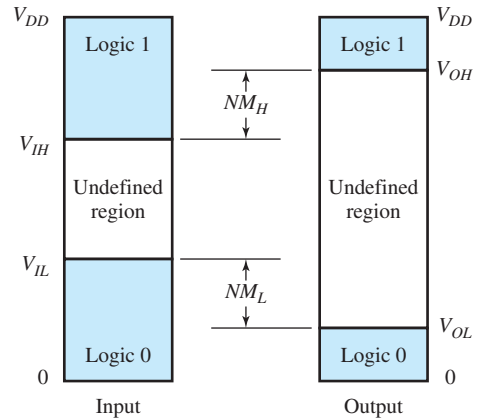 V_DD
Logic 1
Logic 1
V_DD
V_OH
NM_H
V_IH
Undefined
region
Undefined
region
V_IL
NM_L
V_OL
Logic 0
Logic 0
0
0
Input
Output